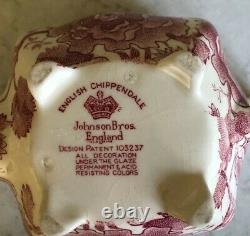 ENGLISH CHIPPENDALE
Johnson Bros.
England
DESIGN PATENT 103237
ALL DECORATION
UNDER THE GLAZE
PERMANENT & ACID
RESISTING COLORS